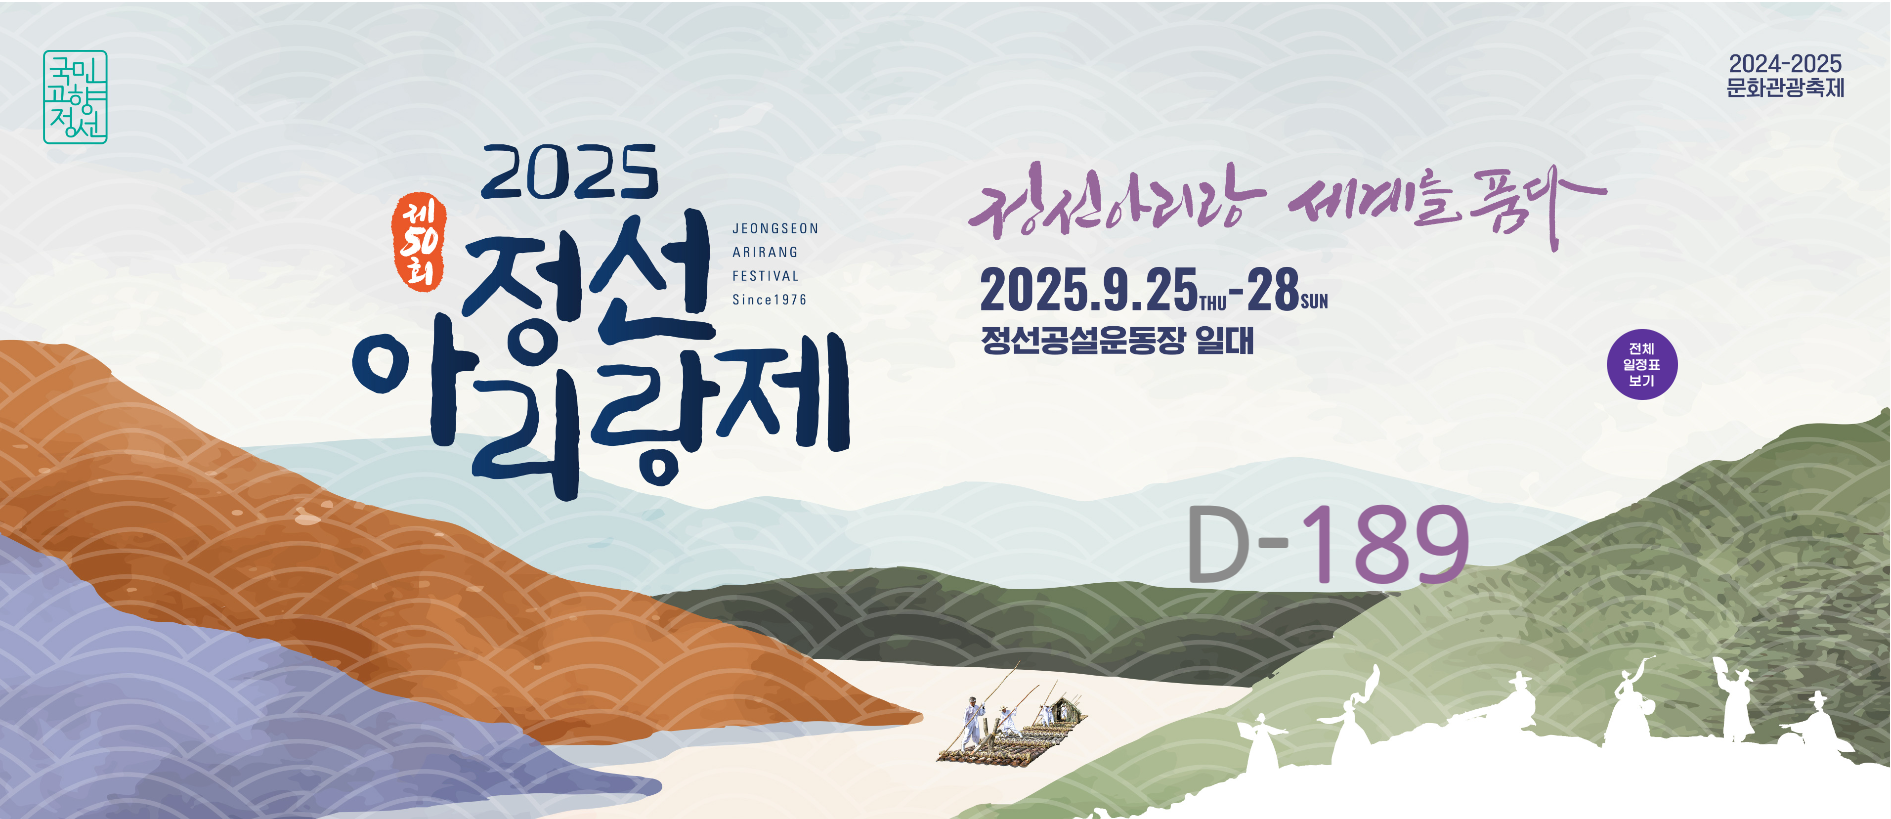 국민
고향
정선
2024-2025
문화관광축제
2025
제
50
회
정선
아리랑제
JEONGSEON
ARIRANG
FESTIVAL
Since1976
정선아리랑 세계를 품다
2025.9.25THU-28SUN
정선공설운동장 일대
전체
일정표
보기
D-189